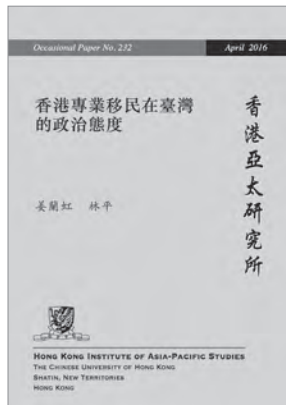 Occasional Paper No. 232
April 2016
香港專業移民在臺灣
的政治態度
姜蘭虹 林平
香港亞太研究所
HONG KONG INSTITUTE OF ASIA-PACIFIC STUDIES
THE CHINESE UNIVERSITY OF HONG KONG
SHATIN, NEW TERRITORIES
HONG KONG